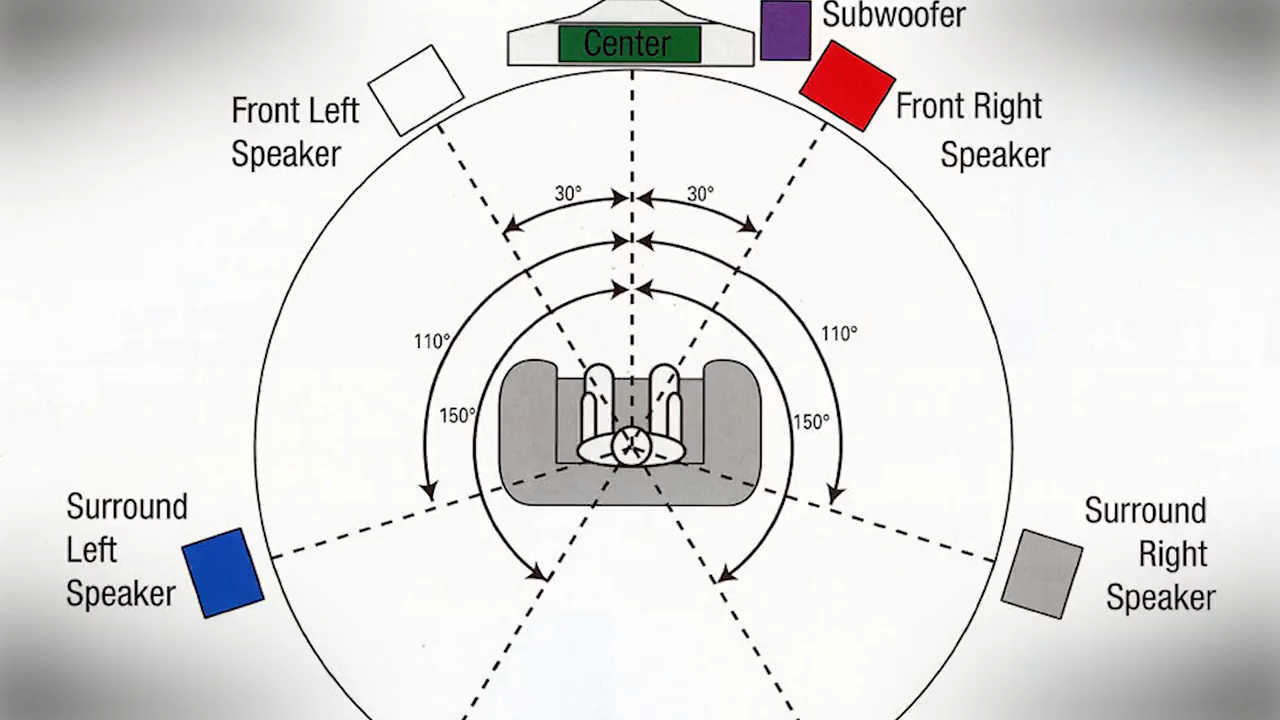 Subwoofer
Center
Front Left
Speaker
Front Right
Speaker
30°
30°
110°
110°
150°
150°
Surround
Left
Speaker
Surround
Right
Speaker